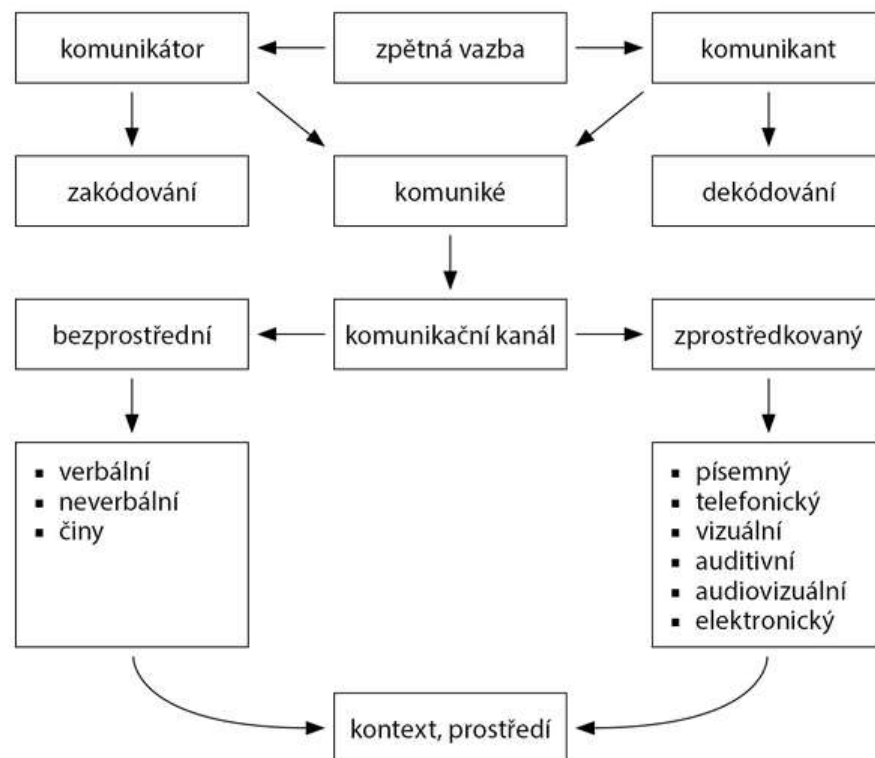 komunikátor
zpětná vazba
komunikant
zakódování
komuniké
dekódování
bezprostřední
komunikační kanál
zprostředkovaný
▪ verbální
▪ neverbální
▪ činy
▪ písemný
▪ telefonický
▪ vizuální
▪ auditivní
▪ audiovizuální
▪ elektronický
kontext, prostředí